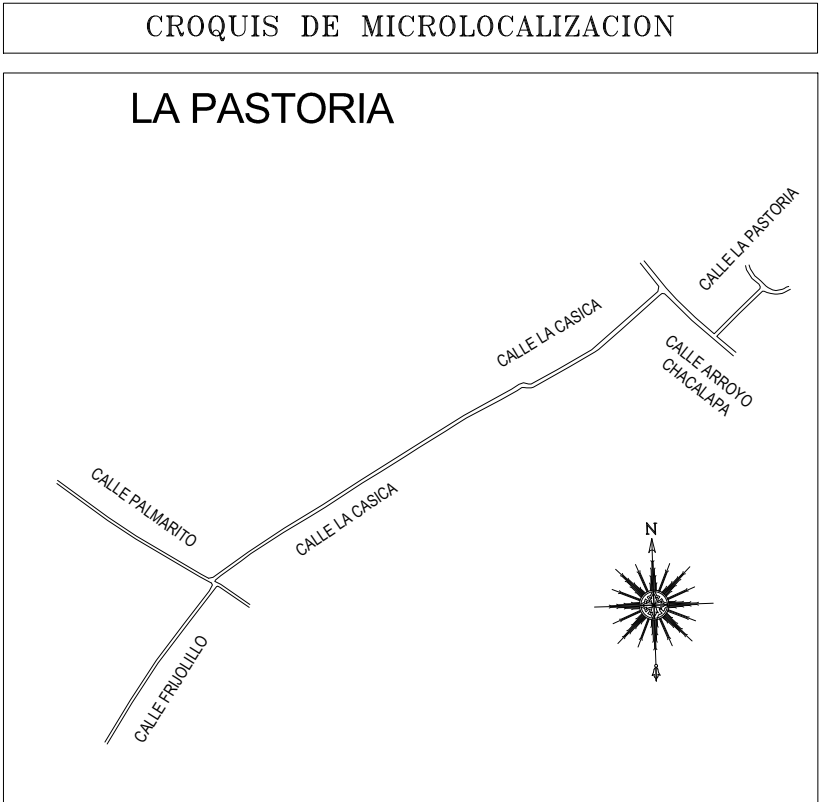 CROQUIS DE MICROLOCALIZACION
LA PASTORIA
CALLE LA PASTORIA
CALLE LA CASICA
CALLE ARROYO
CHACALAPA
CALLE PALMARITO
CALLE LA CASICA
N
CALLE FRIJOLILLO